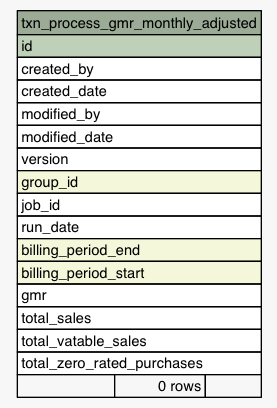 txn_process_gmr_monthly_adjusted
id
created_by
created_date
modified_by
modified_date
version
group_id
job_id
run_date
billing_period_end
billing_period_start
gmr
total_sales
total_vatable_sales
total_zero_rated_purchases
0 rows